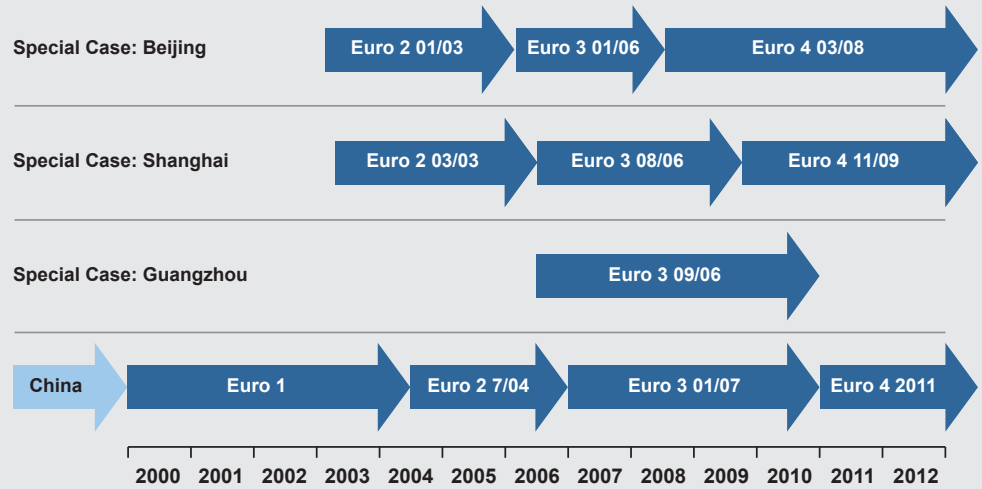 Special Case: Beijing
Euro 2 01/03
Euro 3 01/06
Euro 4 03/08
Special Case: Shanghai
Euro 2 03/03
Euro 3 08/06
Euro 4 11/09
Special Case: Guangzhou
Euro 3 09/06
China
Euro 1
Euro 2 7/04
Euro 3 01/07
Euro 4 2011
2000 2001 2002 2003 2004 2005 2006 2007 2008 2009 2010 2011 2012